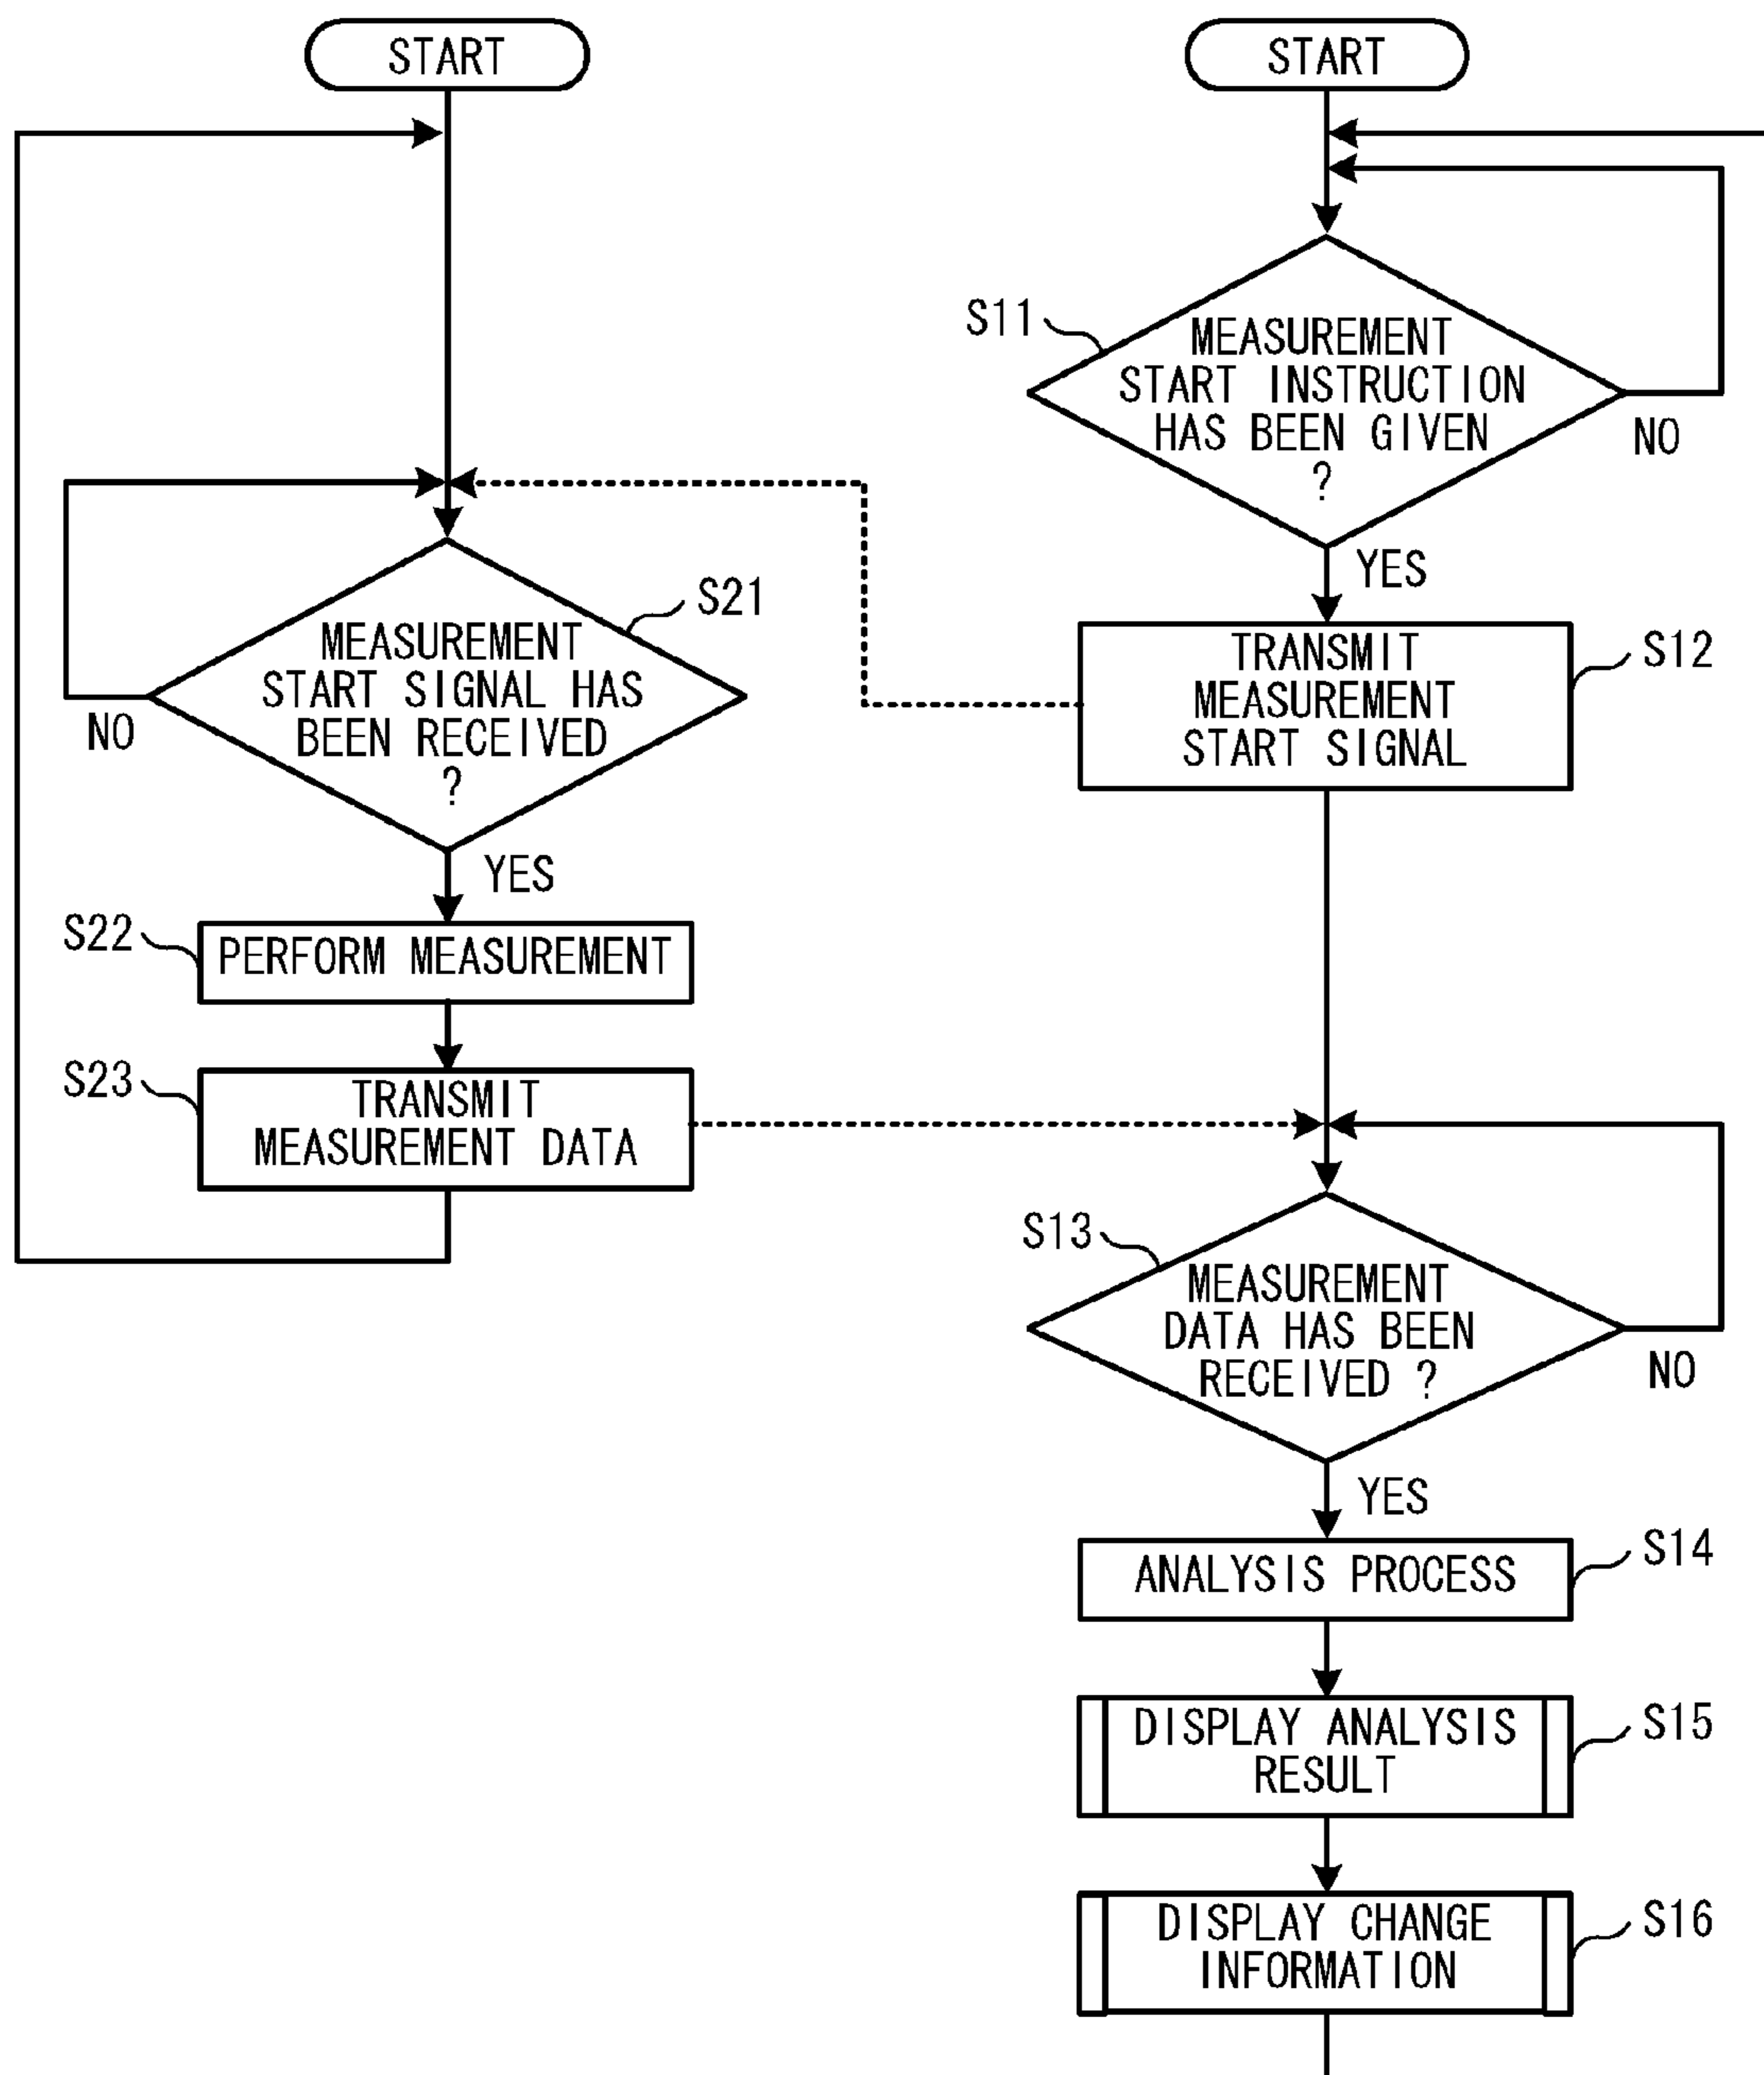 START
MEASUREMENT
START SIGNAL HAS
BEEN RECEIVED
?
S21
NO
YES
S22
PERFORM MEASUREMENT
S23
TRANSMIT
MEASUREMENT DATA
START
S11
MEASUREMENT
START INSTRUCTION
HAS BEEN GIVEN
?
NO
YES
TRANSMIT
MEASUREMENT
START SIGNAL
S12
S13
MEASUREMENT
DATA HAS BEEN
RECEIVED ?
NO
YES
ANALYSIS PROCESS
S14
DISPLAY ANALYSIS
RESULT
S15
DISPLAY CHANGE
INFORMATION
S16